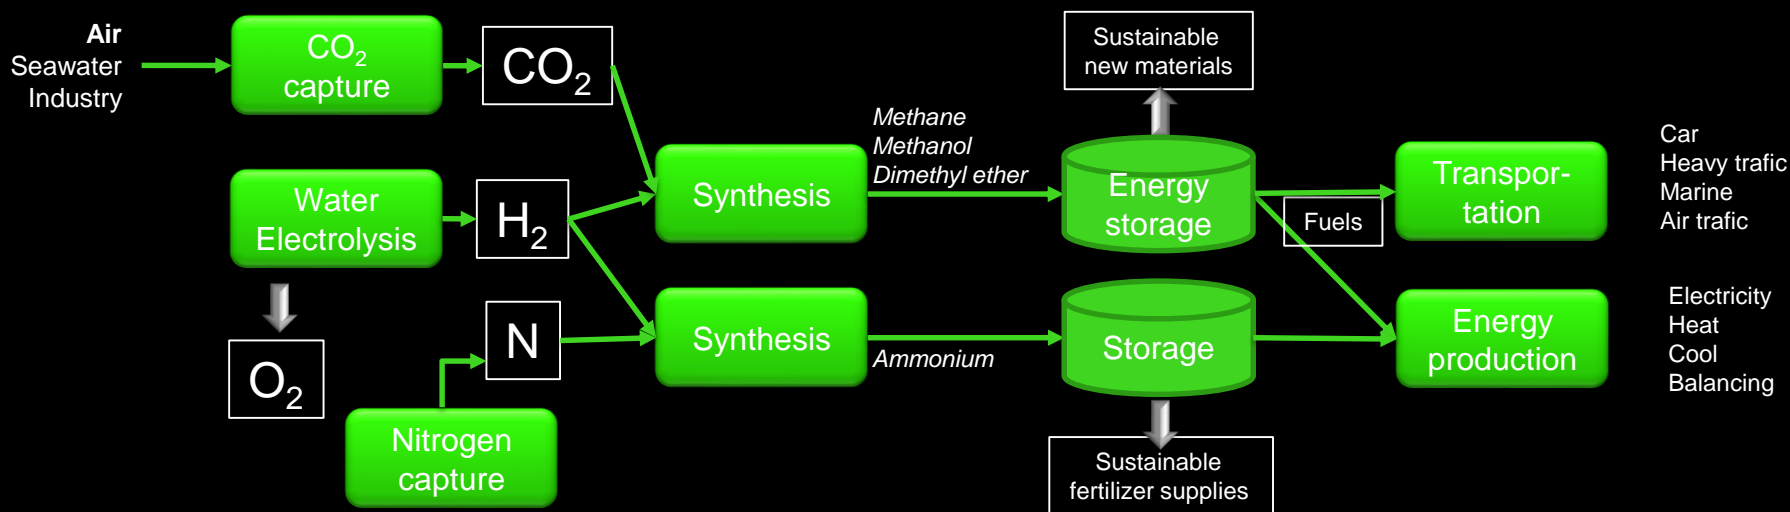 Air
Seawater
Industry
CO₂
capture
CO₂
Water
Electrolysis
H₂
O₂
N
Nitrogen
capture
Synthesis
Methane
Methanol
Dimethyl ether
Synthesis
Ammonium
Sustainable
new materials
Energy
storage
Storage
Sustainable
fertilizer supplies
Fuels
Transpor-
tation
Car
Heavy trafic
Marine
Air trafic
Energy
production
Electricity
Heat
Cool
Balancing